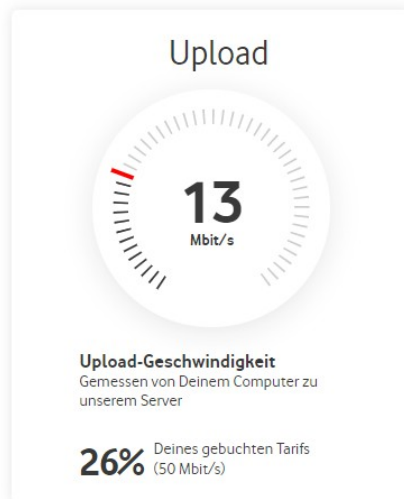 Upload
13
Mbit/s
Upload-Geschwindigkeit
Gemessen von Deinem Computer zu
unserem Server
26% Deines gebuchten Tarifs
(50 Mbit/s)